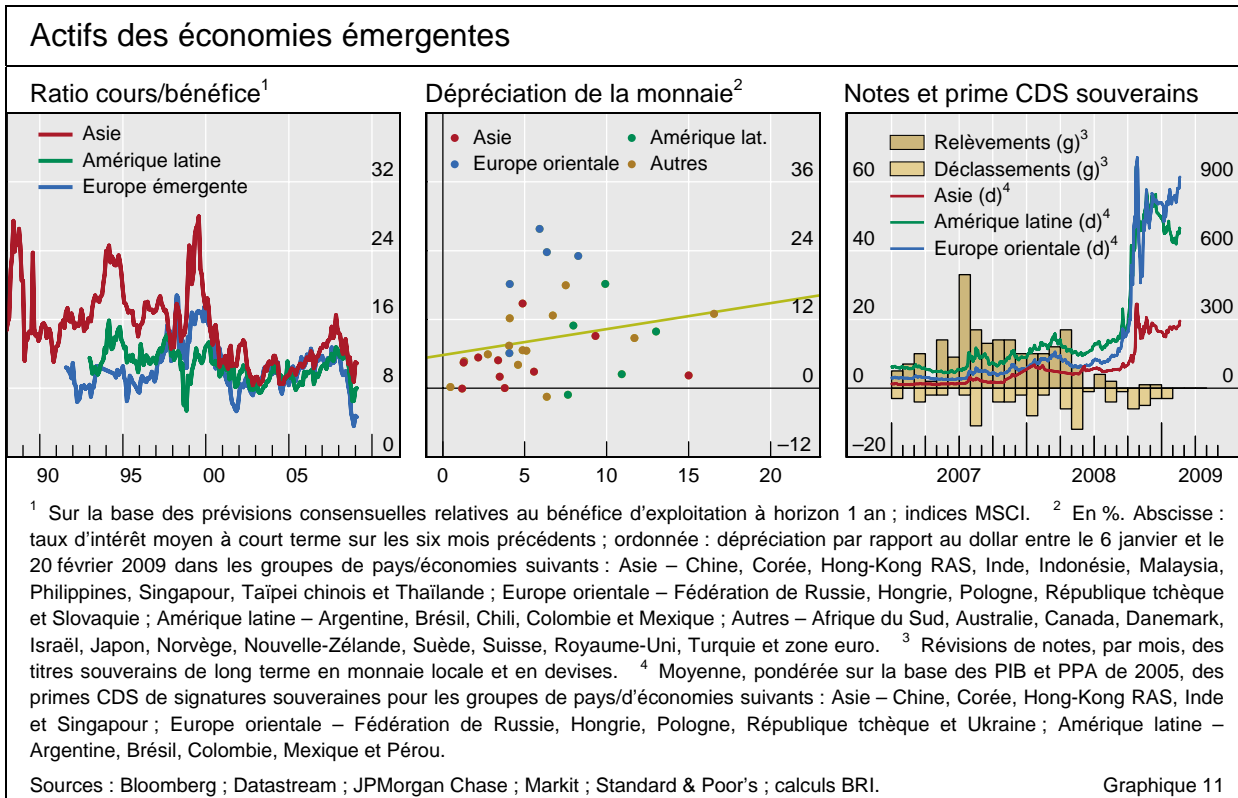 Actifs des économies émergentes
Ratio cours/bénéfice¹
Asie
Amérique latine
Europe émergente
32
24
16
8
0
90
95
00
05
Dépréciation de la monnaie²
Asie
Amérique lat.
Europe orientale
Autres
36
24
12
0
–12
0
5
10
15
20
Notes et prime CDS souverains
Relèvements (g)³
Déclassements (g)³
Asie (d)⁴
Amérique latine (d)⁴
Europe orientale (d)⁴
60
40
20
0
–20
900
600
300
0
2007
2008
2009
¹ Sur la base des prévisions consensuelles relatives au bénéfice d'exploitation à horizon 1 an ; indices MSCI. ² En %. Abscisse :
taux d'intérêt moyen à court terme sur les six mois précédents ; ordonnée : dépréciation par rapport au dollar entre le 6 janvier et le
20 février 2009 dans les groupes de pays/économies suivants : Asie – Chine, Corée, Hong-Kong RAS, Inde, Indonésie, Malaysia,
Philippines, Singapour, Taïpei chinois et Thaïlande ; Europe orientale – Fédération de Russie, Hongrie, Pologne, République tchèque
et Slovaquie ; Amérique latine – Argentine, Brésil, Chili, Colombie et Mexique ; Autres – Afrique du Sud, Australie, Canada, Danemark,
Israël, Japon, Norvège, Nouvelle-Zélande, Suède, Suisse, Royaume-Uni, Turquie et zone euro. ³ Révisions de notes, par mois, des
titres souverains de long terme en monnaie locale et en devises. ⁴ Moyenne, pondérée sur la base des PIB et PPA de 2005, des
primes CDS de signatures souveraines pour les groupes de pays/d'économies suivants : Asie – Chine, Corée, Hong-Kong RAS, Inde
et Singapour ; Europe orientale – Fédération de Russie, Hongrie, Pologne, République tchèque et Ukraine ; Amérique latine –
Argentine, Brésil, Colombie, Mexique et Pérou.
Sources : Bloomberg ; Datastream ; JPMorgan Chase ; Markit ; Standard & Poor's ; calculs BRI.
Graphique 11